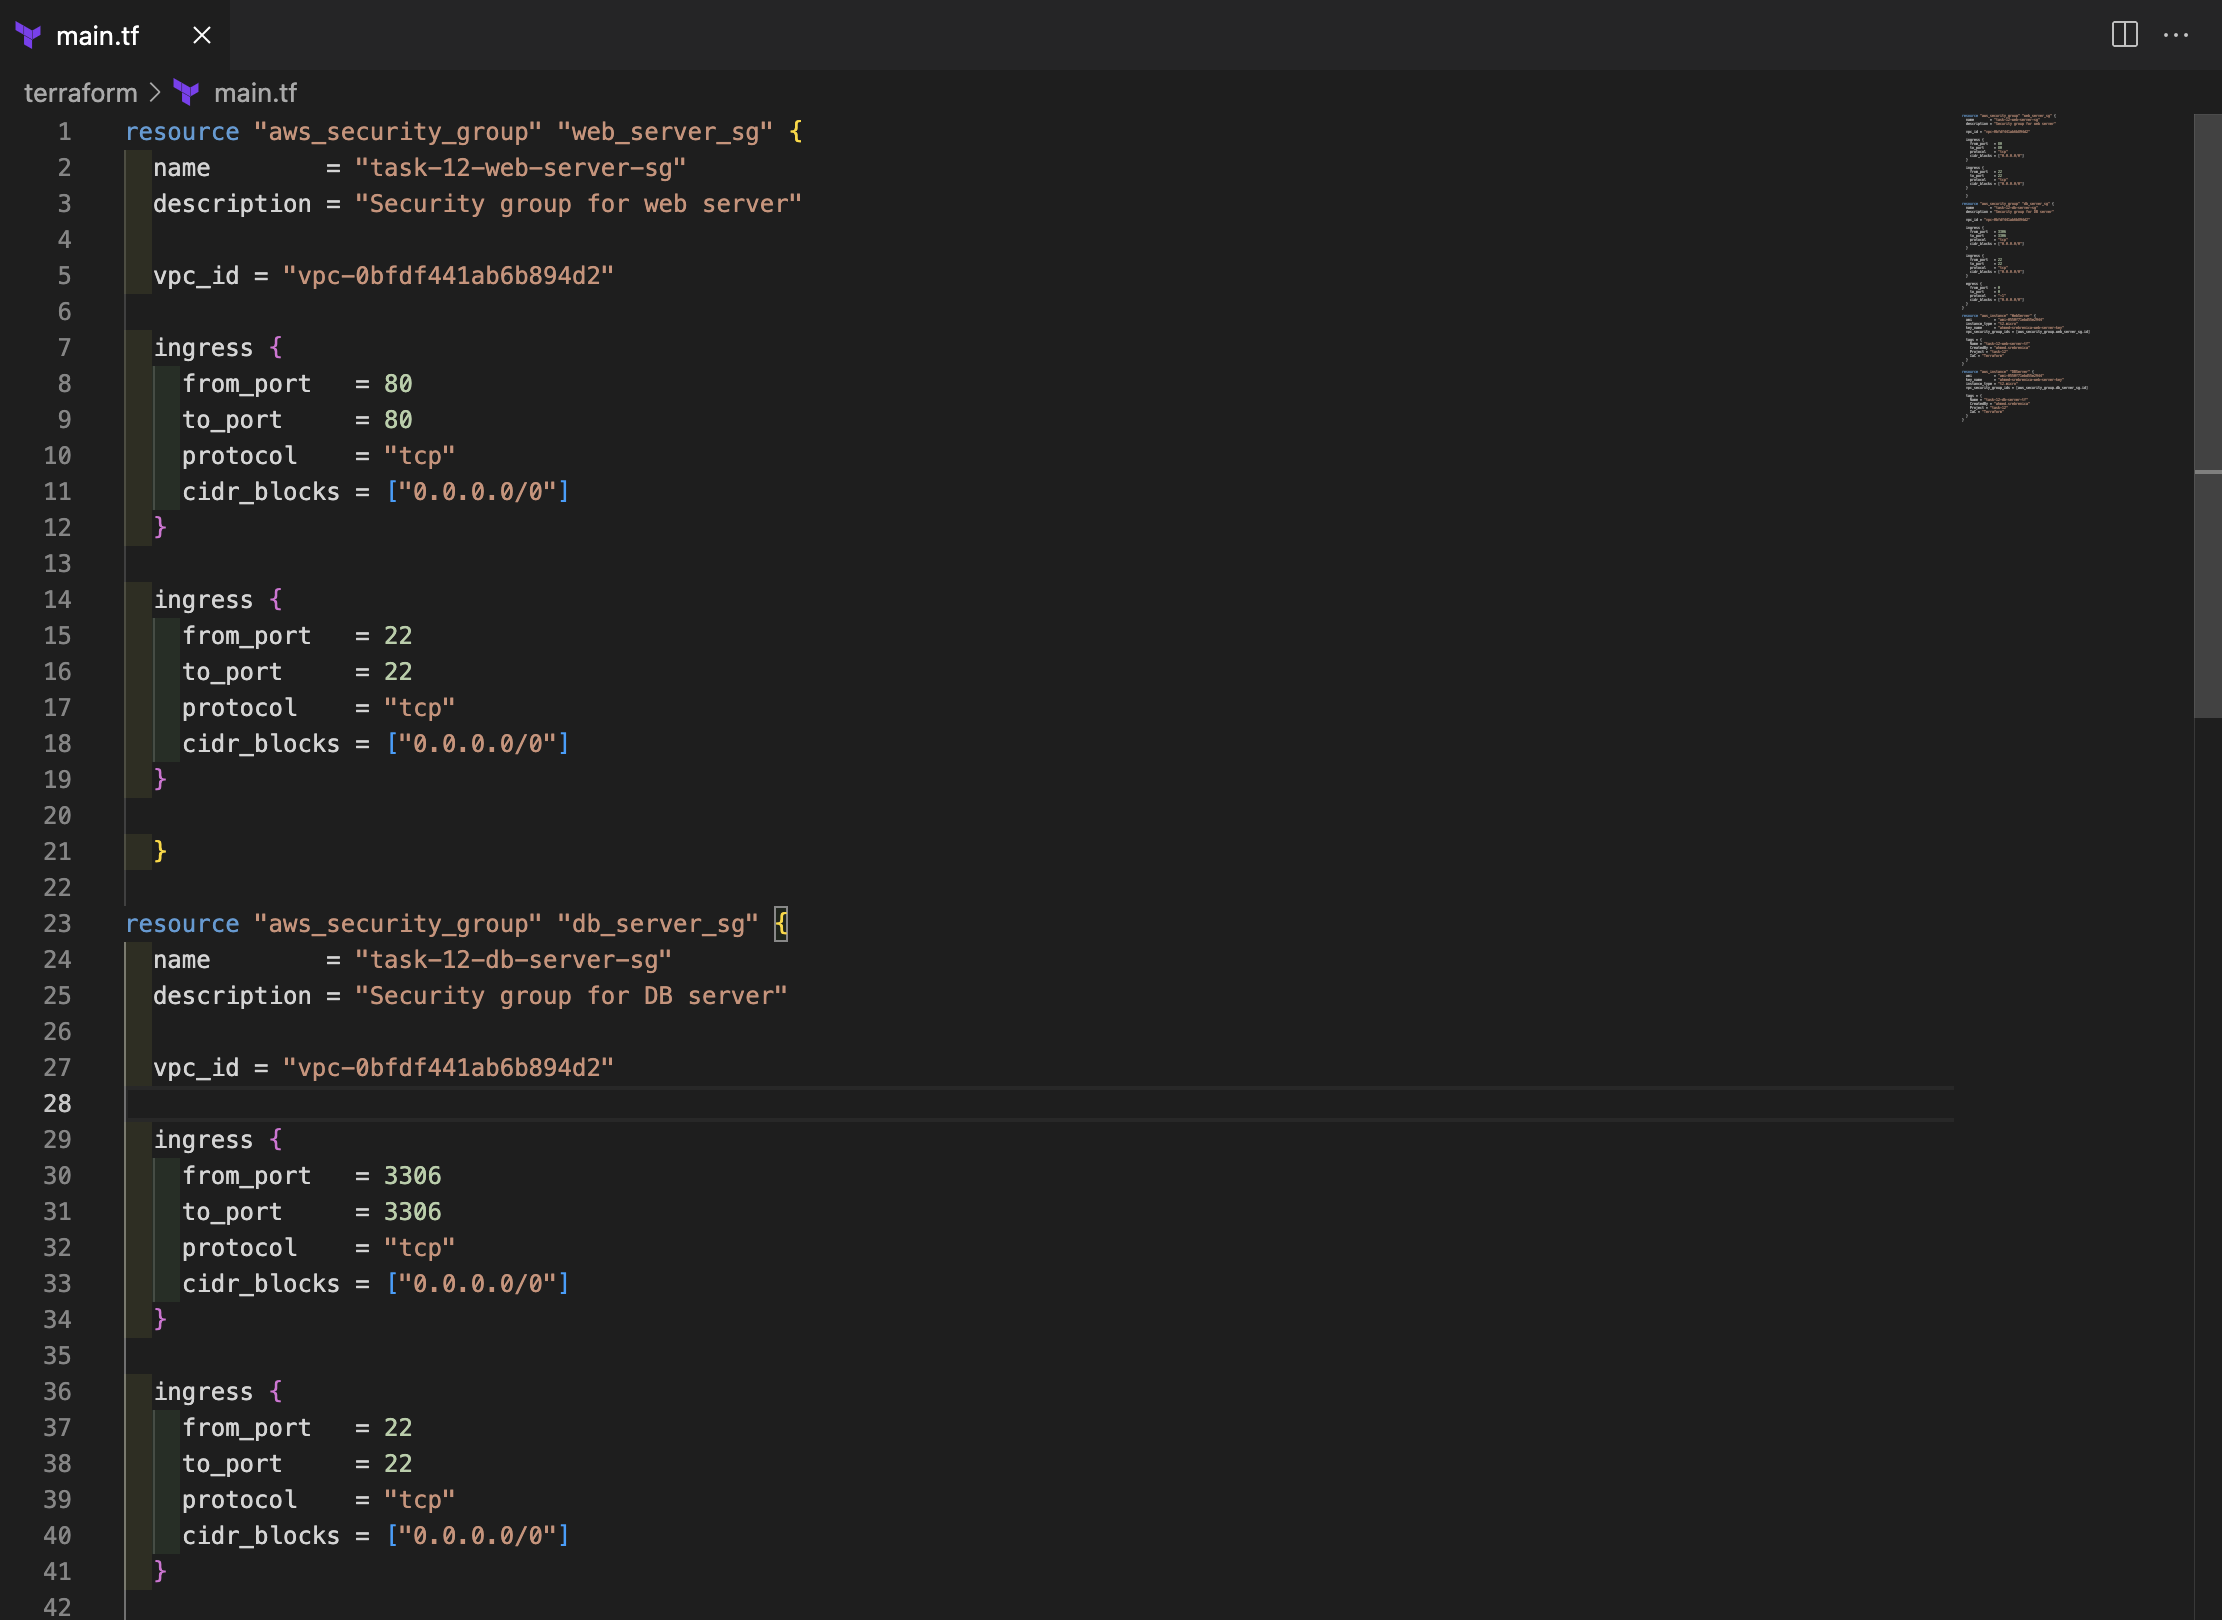 main.tf
terraform > main.tf
1 resource "aws_security_group" "web_server_sg" {
2   name        = "task-12-web-server-sg"
3   description = "Security group for web server"
4
5   vpc_id = "vpc-0bfdf441ab6b894d2"
6
7   ingress {
8     from_port   = 80
9     to_port     = 80
10     protocol    = "tcp"
11     cidr_blocks = ["0.0.0.0/0"]
12   }
13
14   ingress {
15     from_port   = 22
16     to_port     = 22
17     protocol    = "tcp"
18     cidr_blocks = ["0.0.0.0/0"]
19   }
20
21   }
22
23 resource "aws_security_group" "db_server_sg" {
24   name        = "task-12-db-server-sg"
25   description = "Security group for DB server"
26
27   vpc_id = "vpc-0bfdf441ab6b894d2"
28
29   ingress {
30     from_port   = 3306
31     to_port     = 3306
32     protocol    = "tcp"
33     cidr_blocks = ["0.0.0.0/0"]
34   }
35
36   ingress {
37     from_port   = 22
38     to_port     = 22
39     protocol    = "tcp"
40     cidr_blocks = ["0.0.0.0/0"]
41   }
42